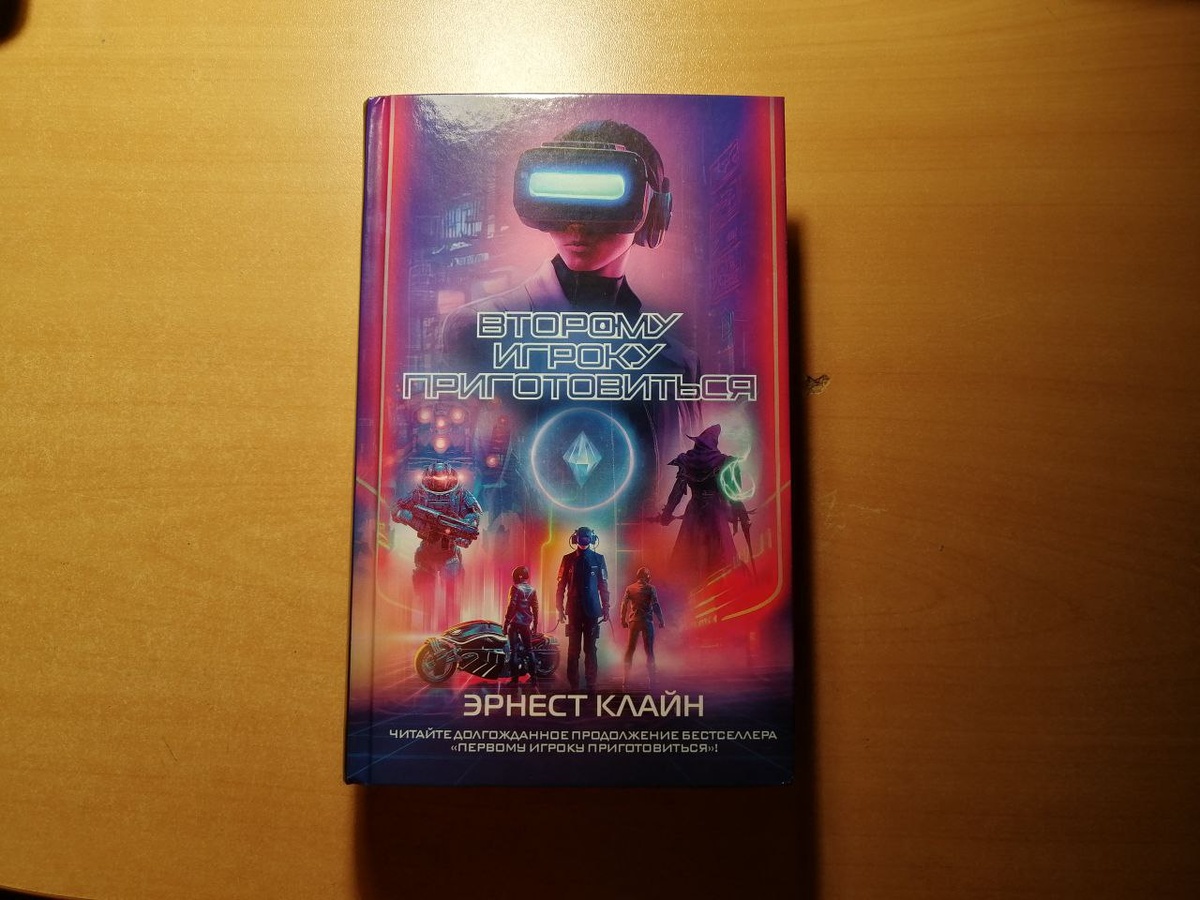 ВТОРОМУ
ИГРОКУ
ПРИГОТОВИТЬСЯ
ЭРНЕСТ КЛАЙН
ЧИТАЙТЕ ДОЛГОЖДАННОЕ ПРОДОЛЖЕНИЕ БЕСТСЕЛЛЕРА
«ПЕРВОМУ ИГРОКУ ПРИГОТОВИТЬСЯ»!